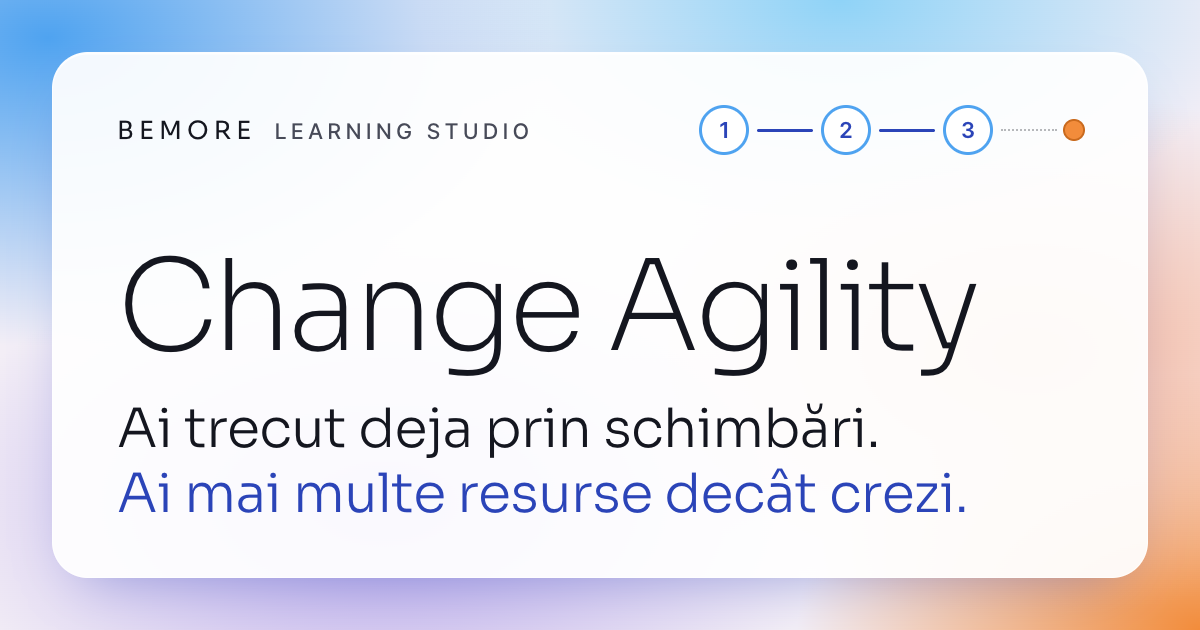 BEMORE LEARNING STUDIO
1 2 3
Change Agility
Ai trecut deja prin schimbări.
Ai mai multe resurse decât crezi.